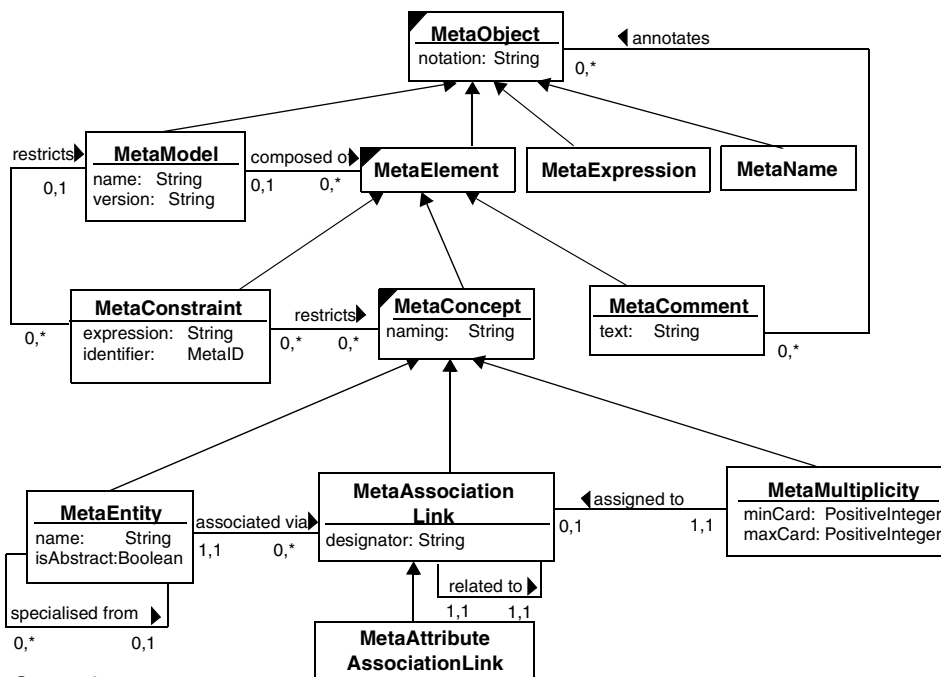 MetaObject
notation: String
annotates
0,*
restricts
MetaModel
name: String
version: String
0,1
composed of
0,1
0,*
MetaElement
MetaExpression
MetaName
MetaConstraint
expression: String
identifier: MetaID
0,*
restricts
0,*
0,*
MetaConcept
naming: String
MetaComment
text: String
0,*
MetaEntity
name: String
isAbstract:Boolean
associated via
1,1
0,*
MetaAssociation
Link
designator: String
assigned to
0,1
1,1
MetaMultiplicity
minCard: PositiveInteger
maxCard: PositiveInteger
specialised from
0,*
0,1
related to
1,1
1,1
MetaAttribute
AssociationLink